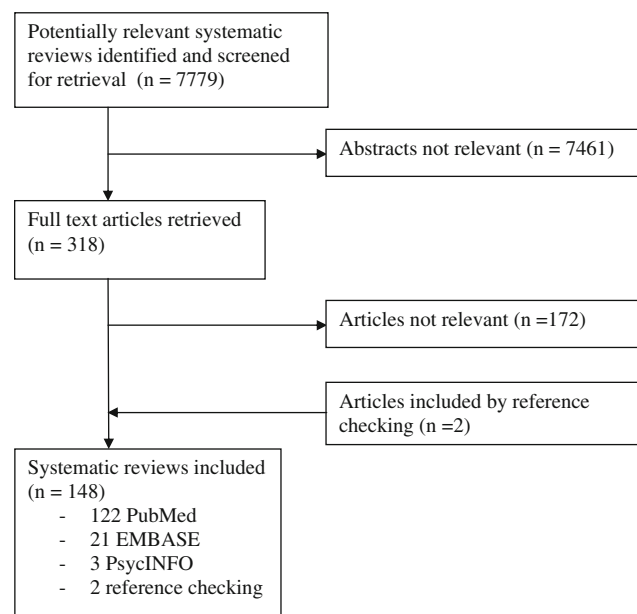 Potentially relevant systematic
reviews identified and screened
for retrieval (n = 7779)
Abstracts not relevant (n = 7461)
Full text articles retrieved
(n = 318)
Articles not relevant (n =172)
Articles included by reference
checking (n =2)
Systematic reviews included
(n = 148)
- 122 PubMed
- 21 EMBASE
- 3 PsycINFO
- 2 reference checking